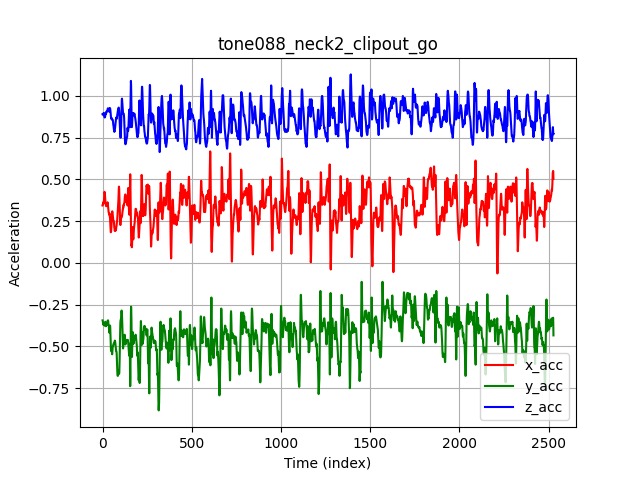 tone088_neck2_clipout_go
Acceleration
1.00
0.75
0.50
0.25
0.00
−0.25
−0.50
−0.75
x_acc
y_acc
z_acc
0 500 1000 1500 2000 2500
Time (index)